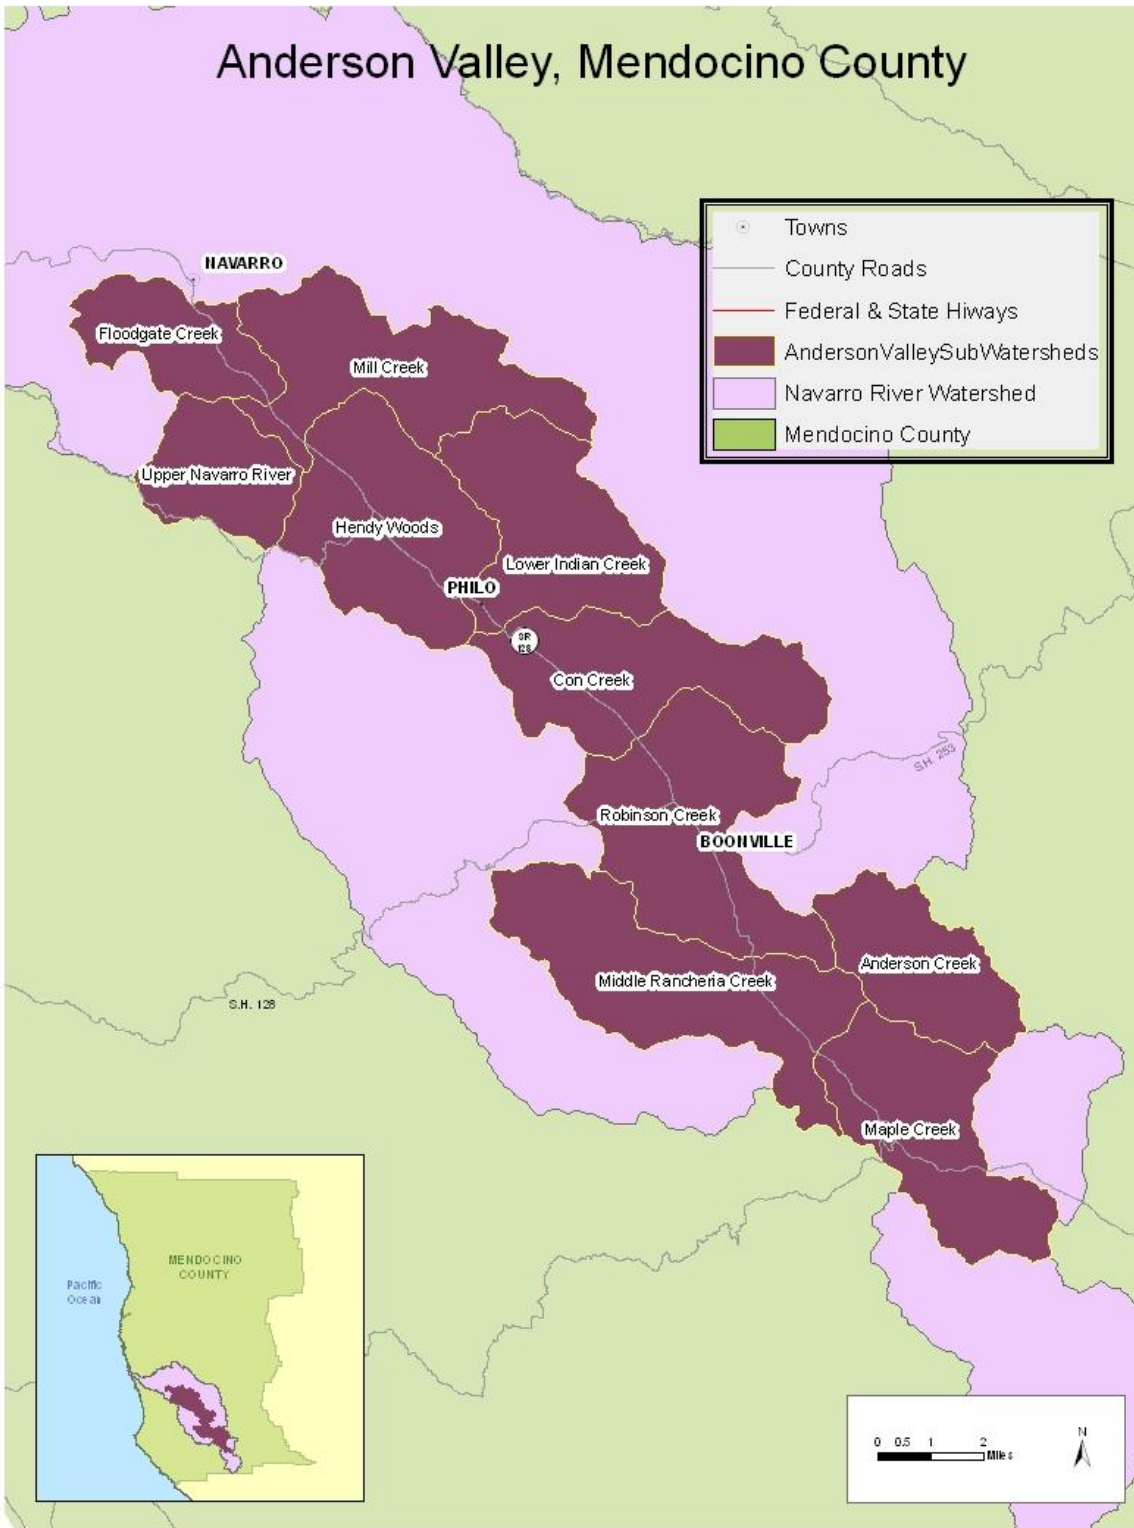 Anderson Valley, Mendocino County
Towns
County Roads
Federal & State Hiways
AndersonValleySubWatersheds
Navarro River Watershed
Mendocino County
NAVARRO
Floodgate Creek
Mill Creek
Upper Navarro River
Hendy Woods
Lower Indian Creek
PHILO
SR
128
Con Creek
S.H. 253
Robinson Creek
BOONVILLE
Anderson Creek
Middle Rancheria Creek
S.H. 128
Maple Creek
MENDOCINO
COUNTY
Pacific
Ocean
N
0 0.5 1 2
Miles